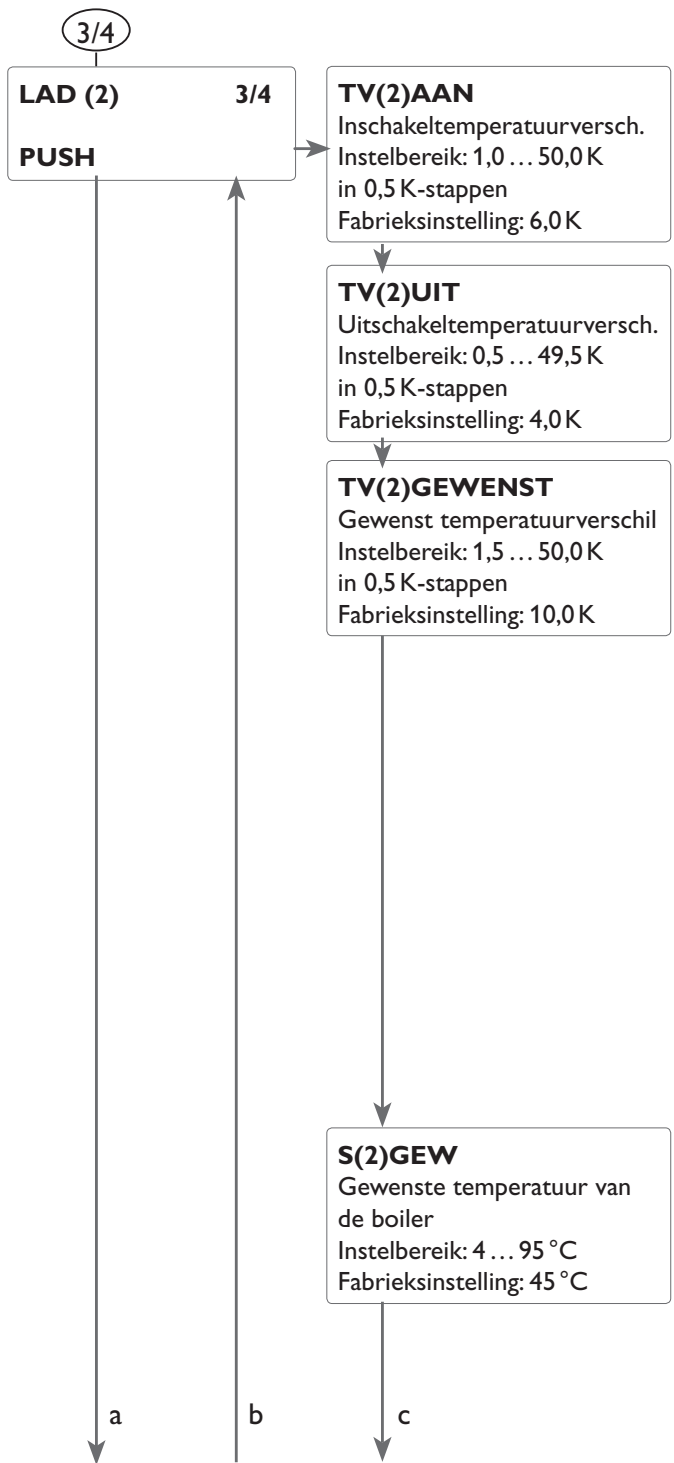 3/4
LAD (2) 3/4
PUSH
TV(2)AAN
Inschakeltemperatuurversch.
Instelbereik: 1,0 … 50,0 K
in 0,5 K-stappen
Fabrieksinstelling: 6,0 K
TV(2)UIT
Uitschakeltemperatuurversch.
Instelbereik: 0,5 … 49,5 K
in 0,5 K-stappen
Fabrieksinstelling: 4,0 K
TV(2)GEWENST
Gewenst temperatuurverschil
Instelbereik: 1,5 … 50,0 K
in 0,5 K-stappen
Fabrieksinstelling: 10,0 K
S(2)GEW
Gewenste temperatuur van
de boiler
Instelbereik: 4 … 95 °C
Fabrieksinstelling: 45 °C
a b c